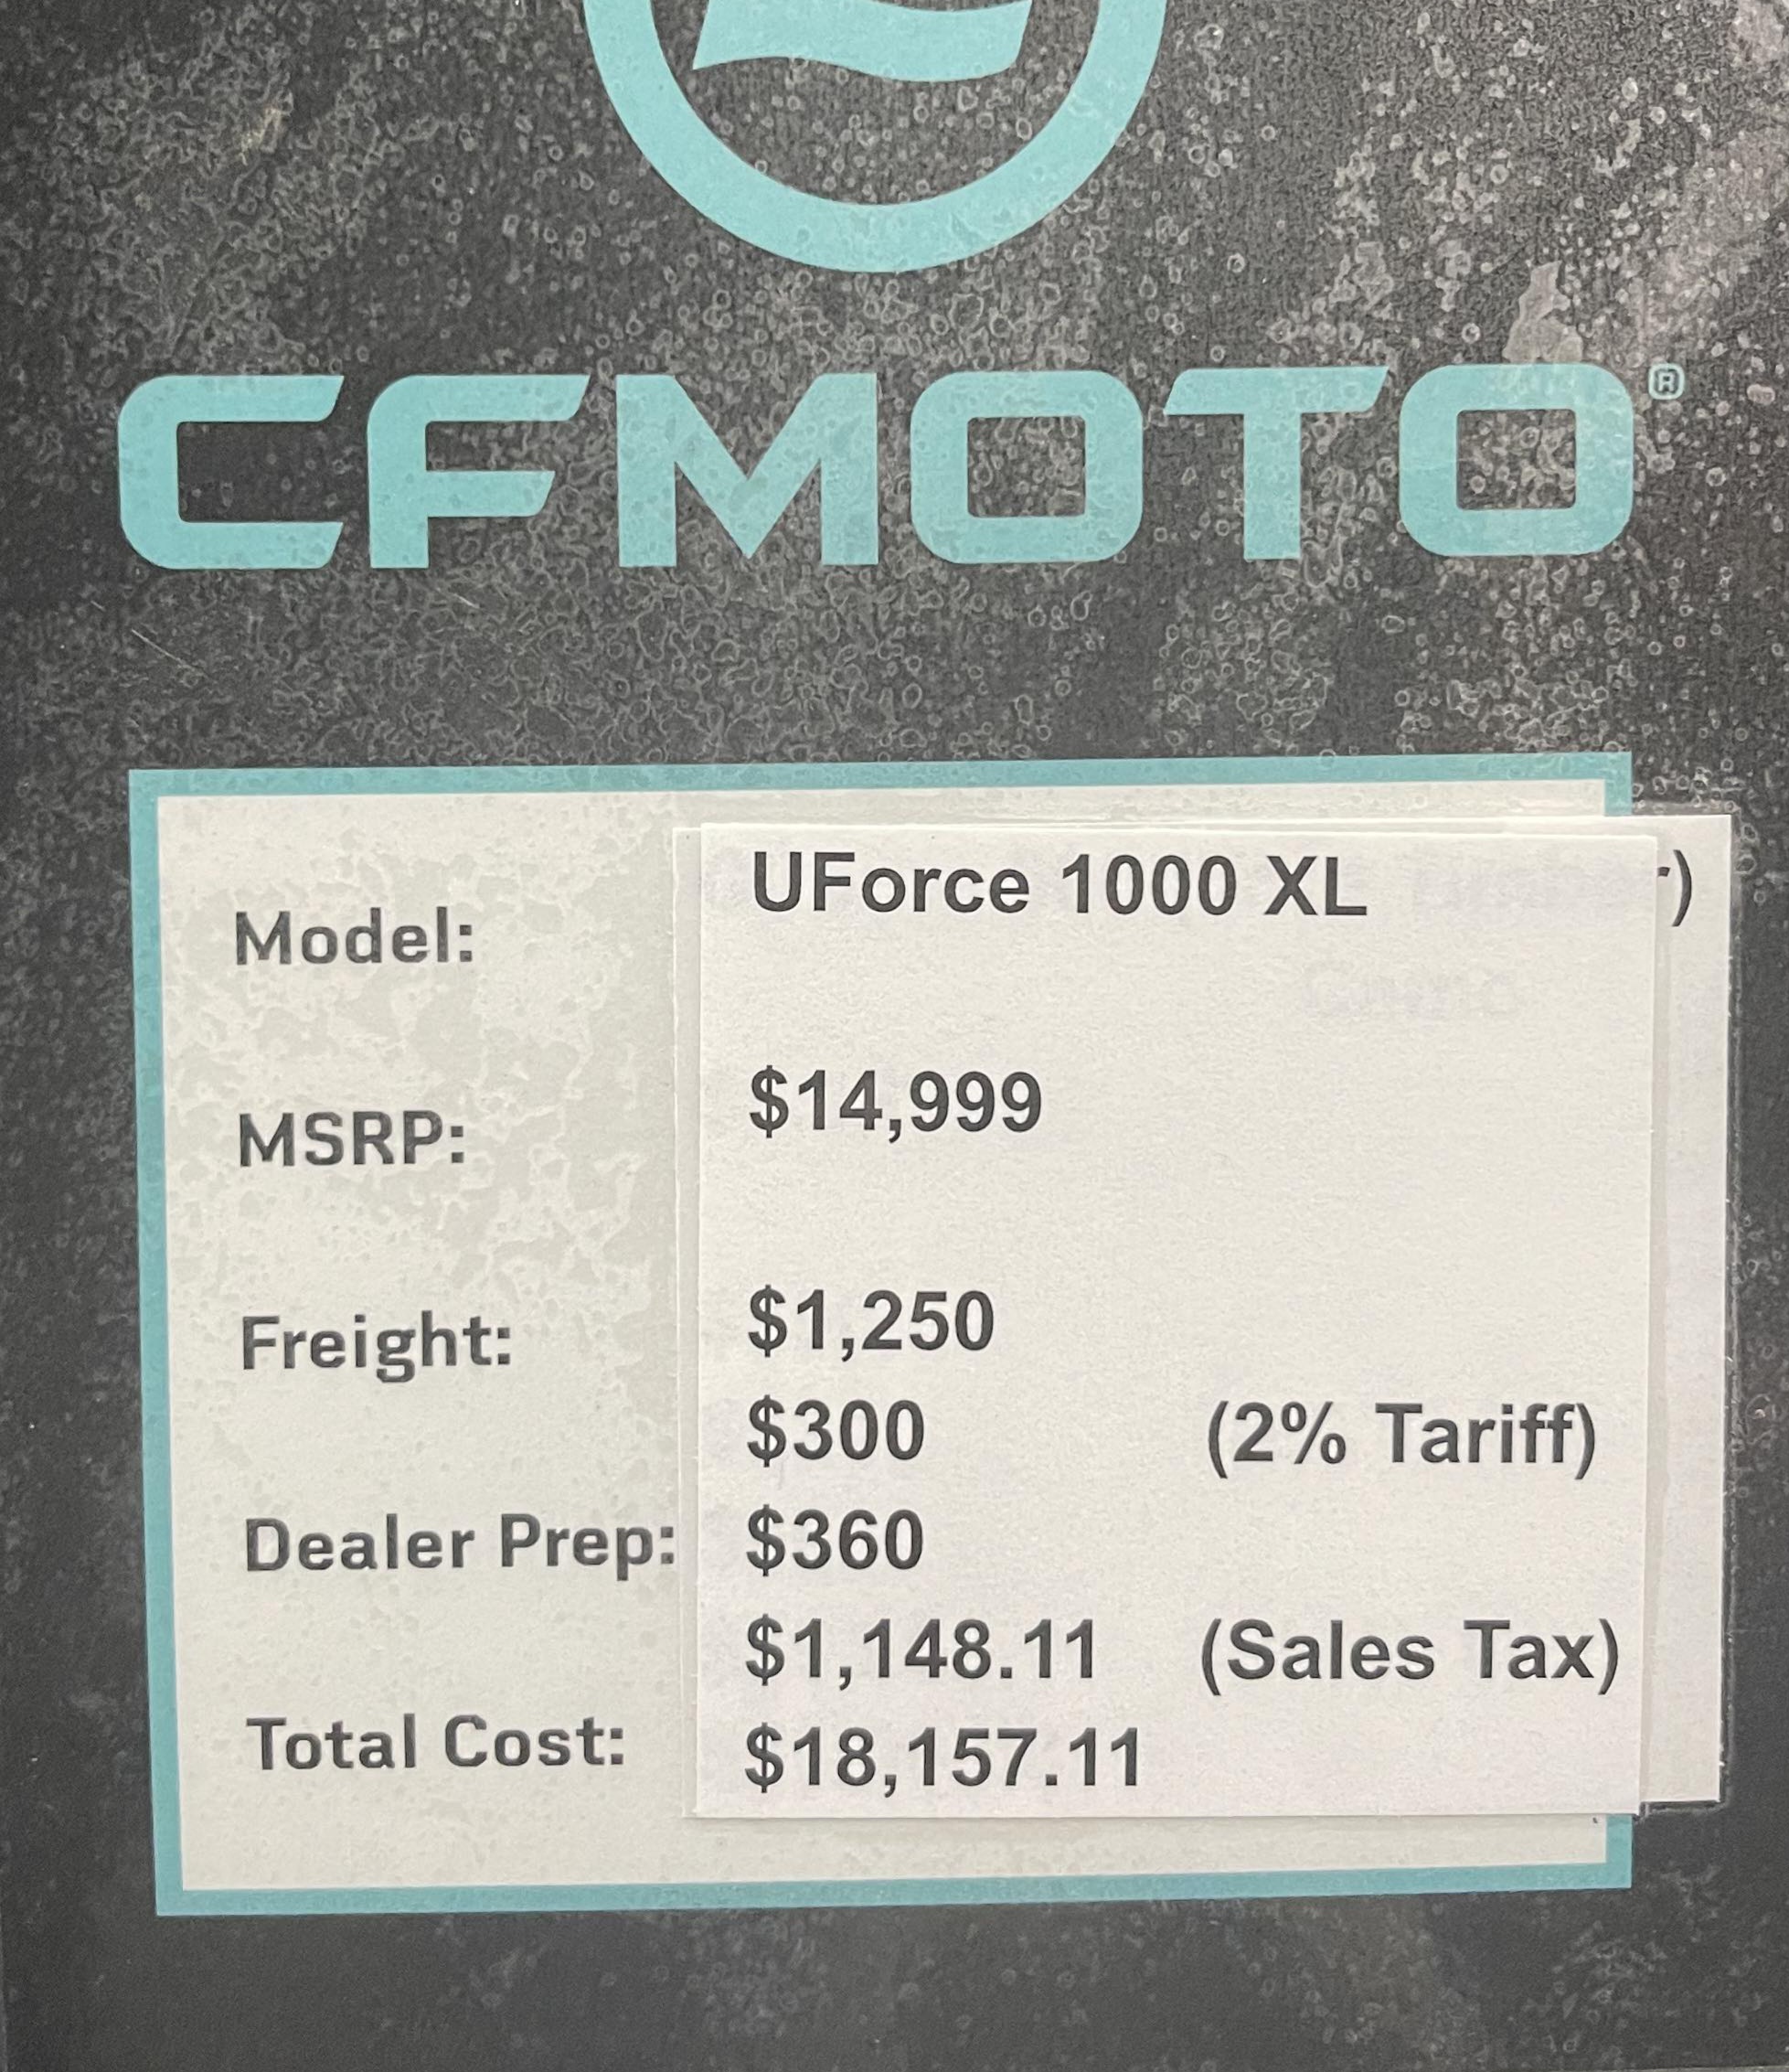 CFMOTO®
Model: UForce 1000 XL
r)
MSRP: $14,999
Freight: $1,250
$300 (2% Tariff)
Dealer Prep: $360
$1,148.11 (Sales Tax)
Total Cost: $18,157.11